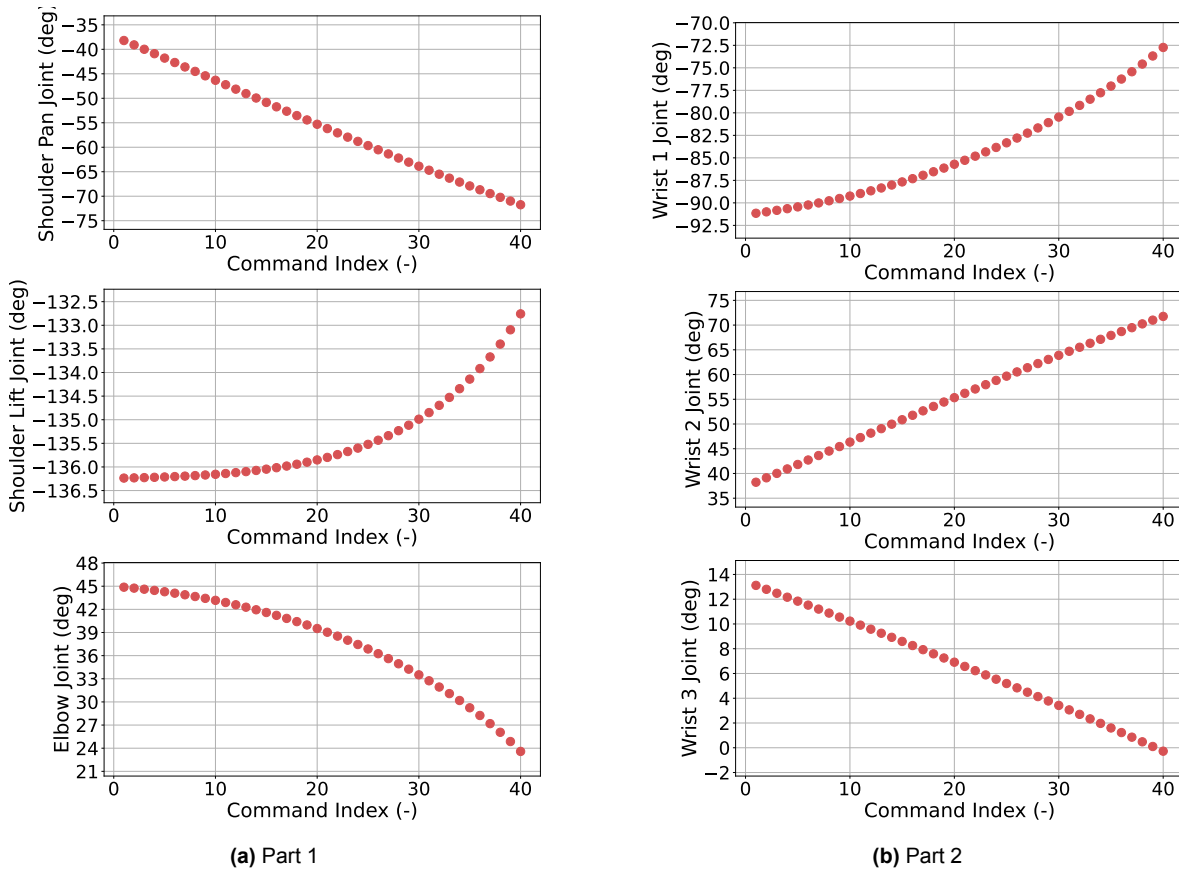 Shoulder Pan Joint (deg)
−35
−40
−45
−50
−55
−60
−65
−70
−75
0 10 20 30 40
Command Index (-)
Shoulder Lift Joint (deg)
−132.5
−133.0
−133.5
−134.0
−134.5
−135.0
−135.5
−136.0
−136.5
0 10 20 30 40
Command Index (-)
Elbow Joint (deg)
48
45
42
39
36
33
30
27
24
21
0 10 20 30 40
Command Index (-)
(a) Part 1
Wrist 1 Joint (deg)
−70.0
−72.5
−75.0
−77.5
−80.0
−82.5
−85.0
−87.5
−90.0
−92.5
0 10 20 30 40
Command Index (-)
Wrist 2 Joint (deg)
75
70
65
60
55
50
45
40
35
0 10 20 30 40
Command Index (-)
Wrist 3 Joint (deg)
14
12
10
8
6
4
2
0
−2
0 10 20 30 40
Command Index (-)
(b) Part 2